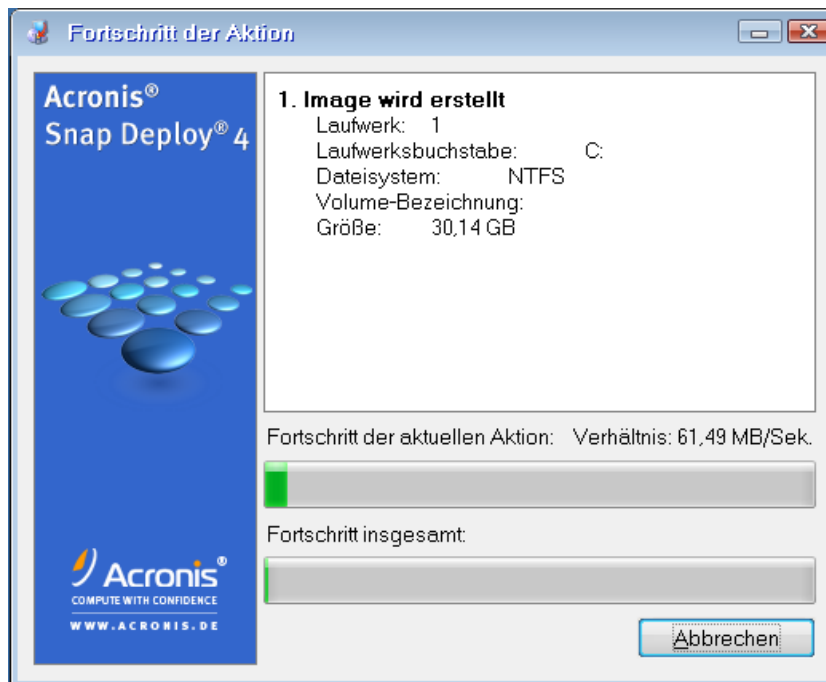 Fortschritt der Aktion
Acronis®
Snap Deploy® 4
1. Image wird erstellt
Laufwerk: 1
Laufwerksbuchstabe: C:
Dateisystem: NTFS
Volume-Bezeichnung:
Größe: 30,14 GB
Fortschritt der aktuellen Aktion: Verhältnis: 61,49 MB/Sek.
Fortschritt insgesamt:
Acronis®
COMPUTE WITH CONFIDENCE
WWW.ACRONIS.DE
Abbrechen